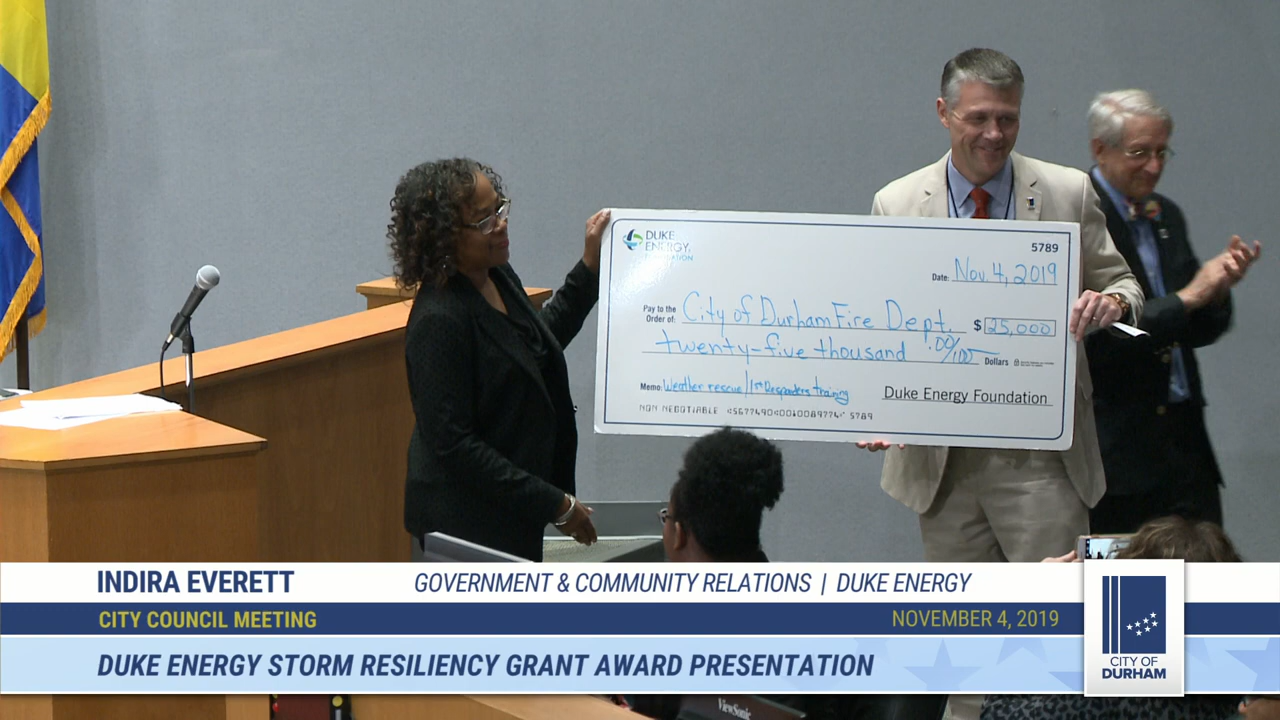 DUKE
ENERGY
FOUNDATION
5789
Date: Nov. 4, 2019
Pay to the
Order of: City of Durham Fire Dept. $ 25,000
twenty-five thousand .00/100 Dollars
Memo: Weather rescue/1st Responders training Duke Energy Foundation
NON NEGOTIABLE 5789
INDIRA EVERETT GOVERNMENT & COMMUNITY RELATIONS | DUKE ENERGY
CITY COUNCIL MEETING NOVEMBER 4, 2019
DUKE ENERGY STORM RESILIENCY GRANT AWARD PRESENTATION
CITY OF
DURHAM
ViewSonic